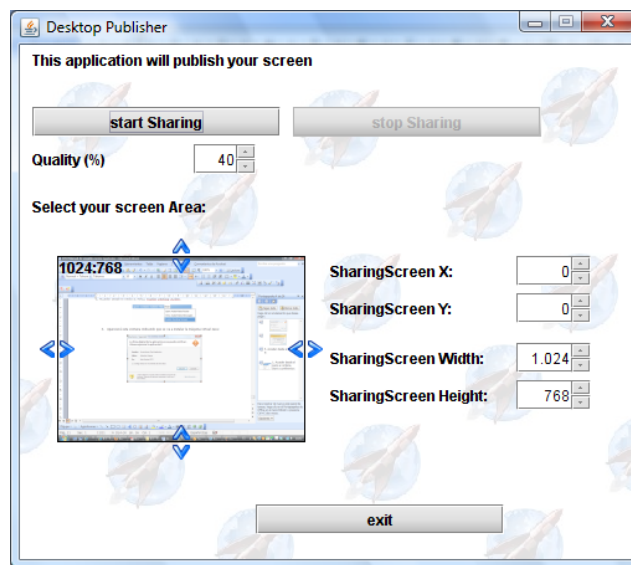 Desktop Publisher
This application will publish your screen
start Sharing
stop Sharing
Quality (%)
40
Select your screen Area:
1024:768
SharingScreen X:
0
SharingScreen Y:
0
SharingScreen Width:
1.024
SharingScreen Height:
768
exit